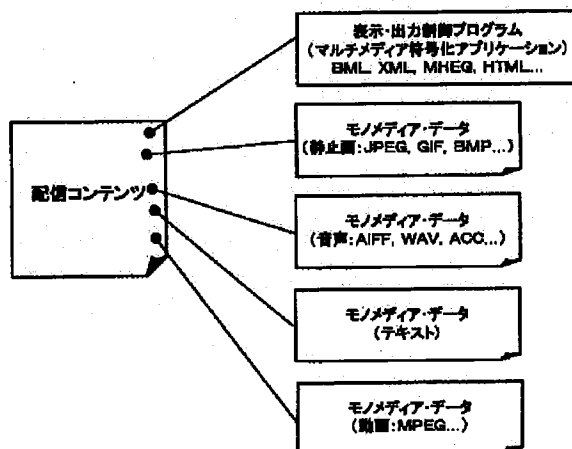 表示・出力制御プログラム
(マルチメディア符号化アプリケーション)
BML, XML, MHEG, HTML...
モノメディア・データ
(静止画:JPEG, GIF, BMP...)
配信コンテンツ
モノメディア・データ
(音声:AIFF, WAV, ACC...)
モノメディア・データ
(テキスト)
モノメディア・データ
(動画:MPEG...)